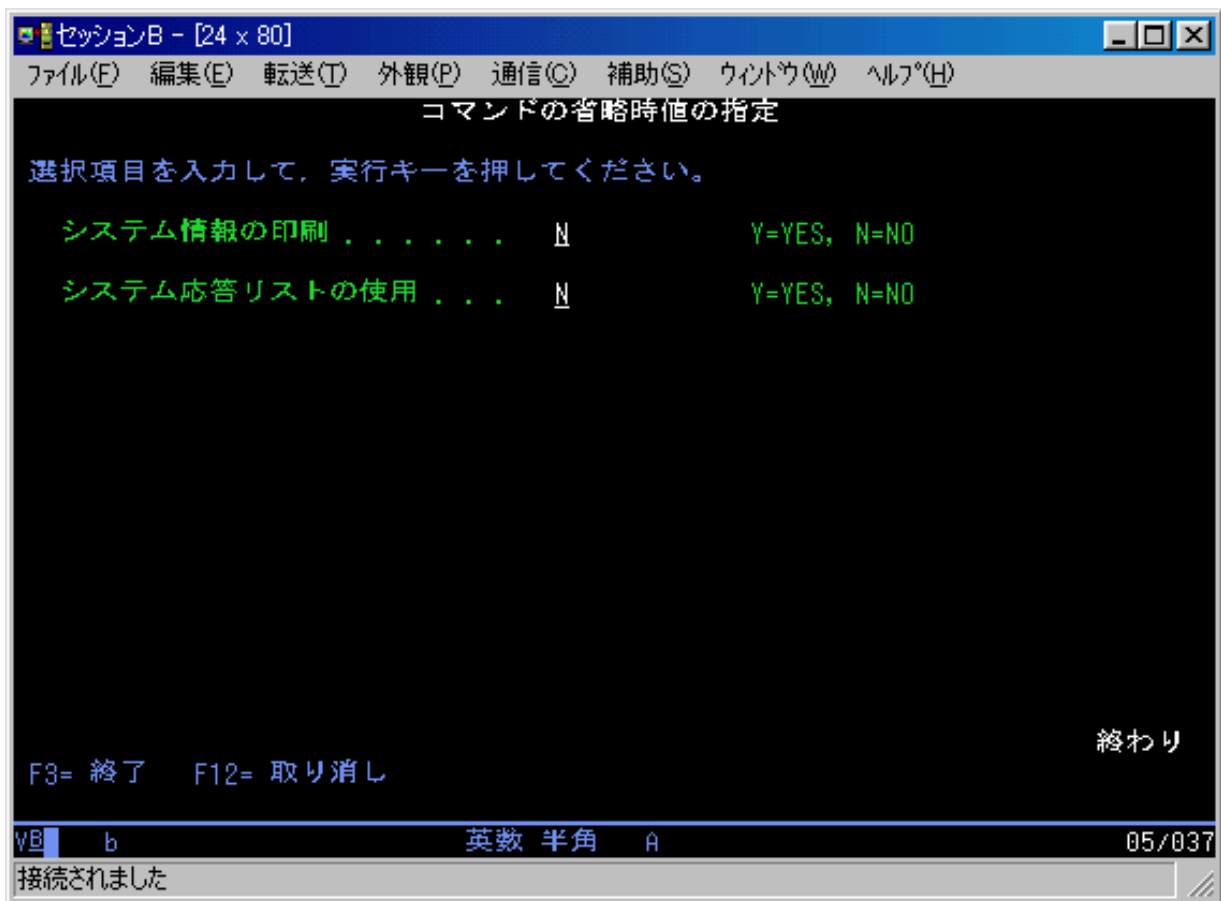 セッションB - [24 x 80]
ファイル(F) 編集(E) 転送(T) 外観(P) 通信(C) 補助(S) ウィンドウ(W) ヘルプ(H)
コマンドの省略時値の指定
選択項目を入力して, 実行キーを押してください。
システム情報の印刷 . . . . . . N Y=YES, N=NO
システム応答リストの使用 . . . N Y=YES, N=NO
終わり
F3= 終了 F12= 取り消し
VB b 英数 半角 A 05/037
接続されました